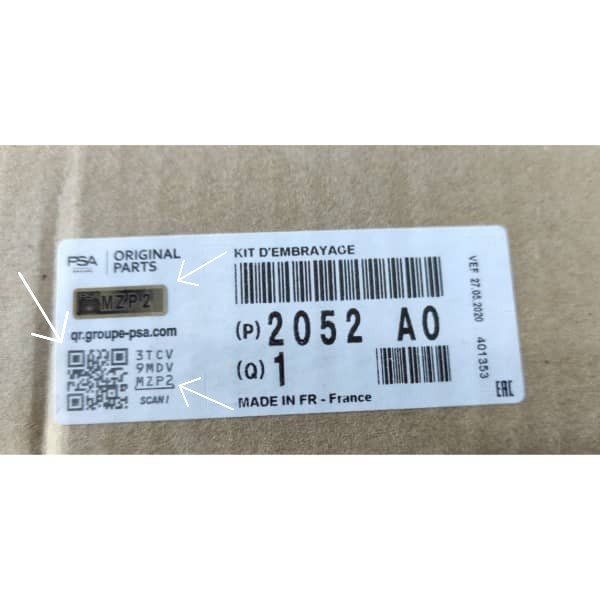 PSA
ORIGINAL
PARTS
MZP2
qr.groupe-psa.com
3TCV
9MDV
MZP2
SCAN!
KIT D'EMBRAYAGE
(P) 2052 A0
(Q) 1
MADE IN FR - France
VEF 27.05.2020 401353
EAC